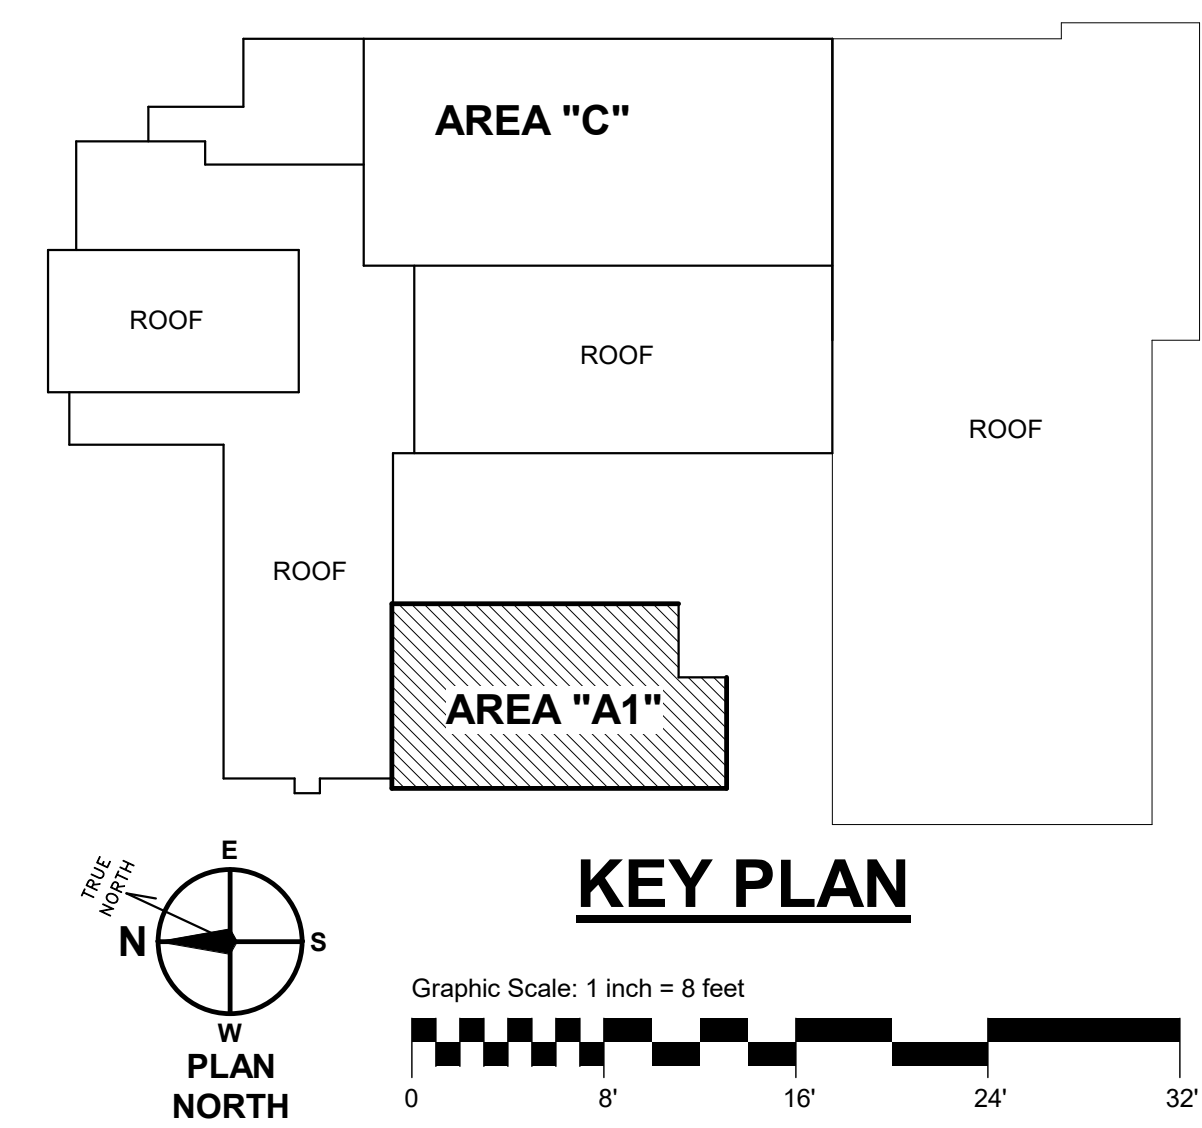 AREA "C"
ROOF
ROOF
ROOF
ROOF
AREA "A1"
KEY PLAN
TRUE
NORTH
E
N
S
W
PLAN
NORTH
Graphic Scale: 1 inch = 8 feet
0 8' 16' 24' 32'